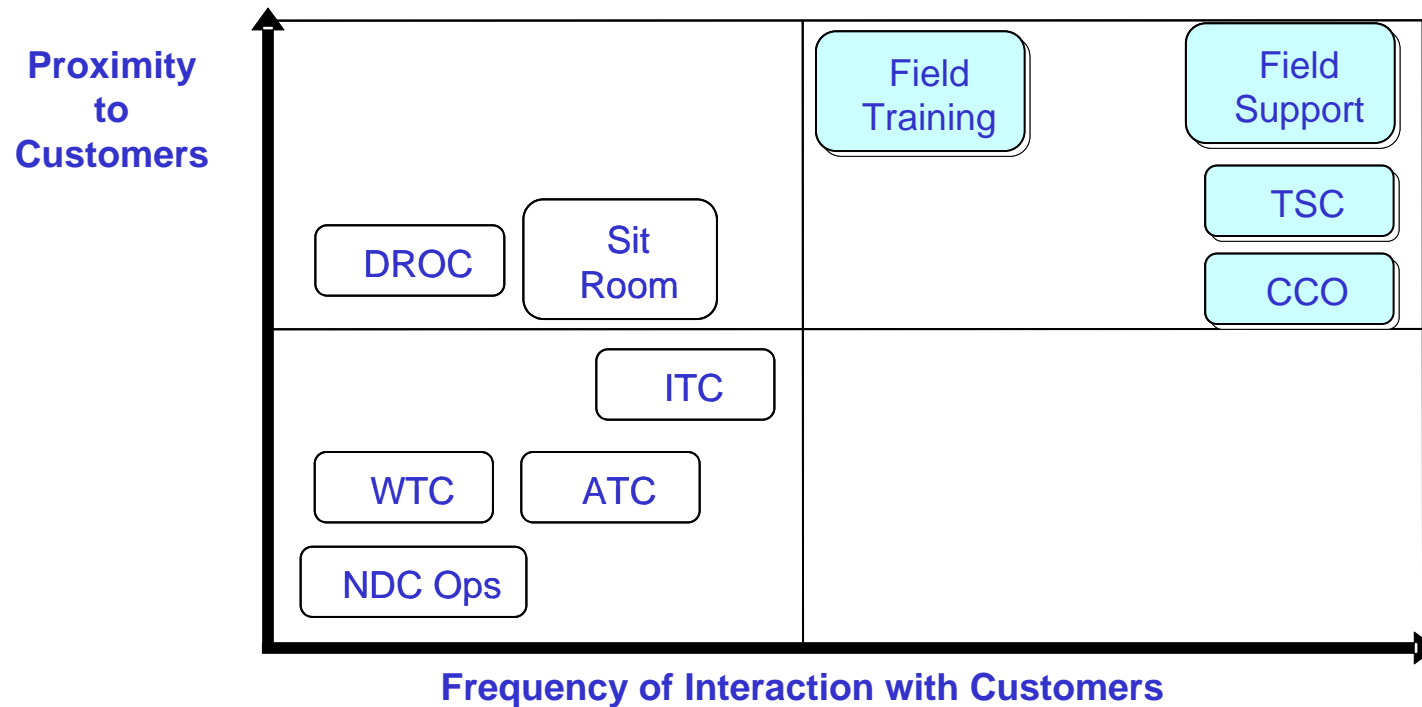 Proximity
to
Customers
Field
Training
Field
Support
TSC
CCO
DROC
Sit
Room
ITC
WTC
ATC
NDC Ops
Frequency of Interaction with Customers